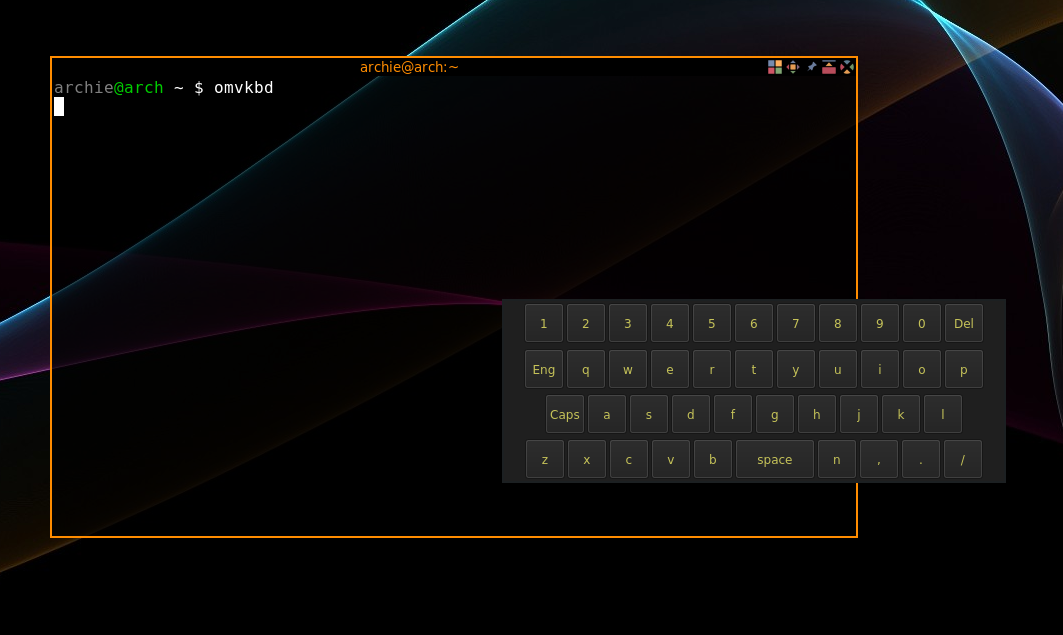 archie@arch:~
archie@arch ~ $ omvkbd
1 2 3 4 5 6 7 8 9 0 Del
Eng q w e r t y u i o p
Caps a s d f g h j k l
z x c v b space n , . /